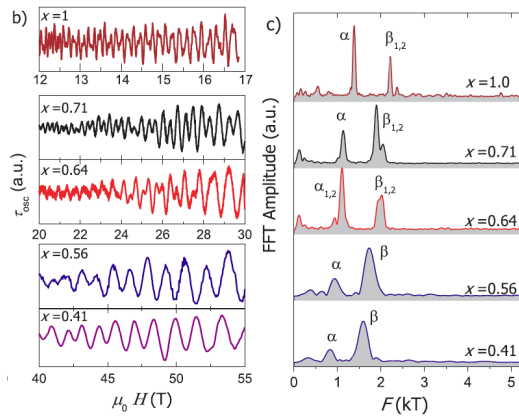 b)
x = 1
12 13 14 15 16 17
x = 0.71
x = 0.64
20 22 24 26 28 30
x = 0.56
x = 0.41
40 45 50 55
μ₀ H (T)
τosc (a.u.)
c)
α β1,2
x = 1.0
α β1,2
x = 0.71
α1,2 β1,2
x = 0.64
α β
x = 0.56
α β
x = 0.41
0 1 2 3 4 5
F (kT)
FFT Amplitude (a.u.)